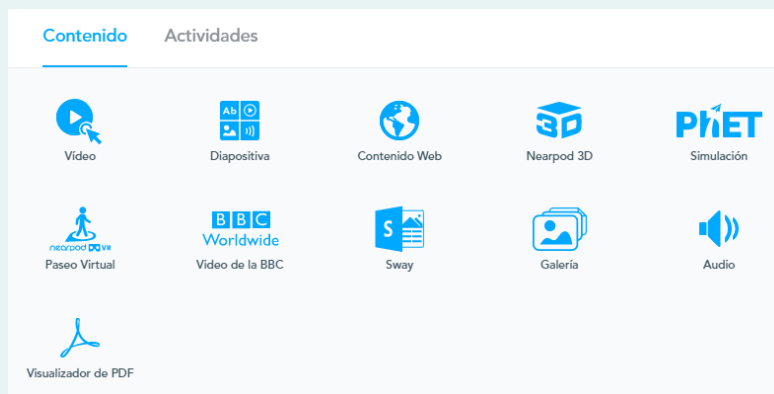 Contenido Actividades
Ab
3D
PhET
Vídeo Diapositiva Contenido Web Nearpod 3D Simulación
nearpod VR
BBC
Worldwide
S
Paseo Virtual Video de la BBC Sway Galería Audio
Visualizador de PDF